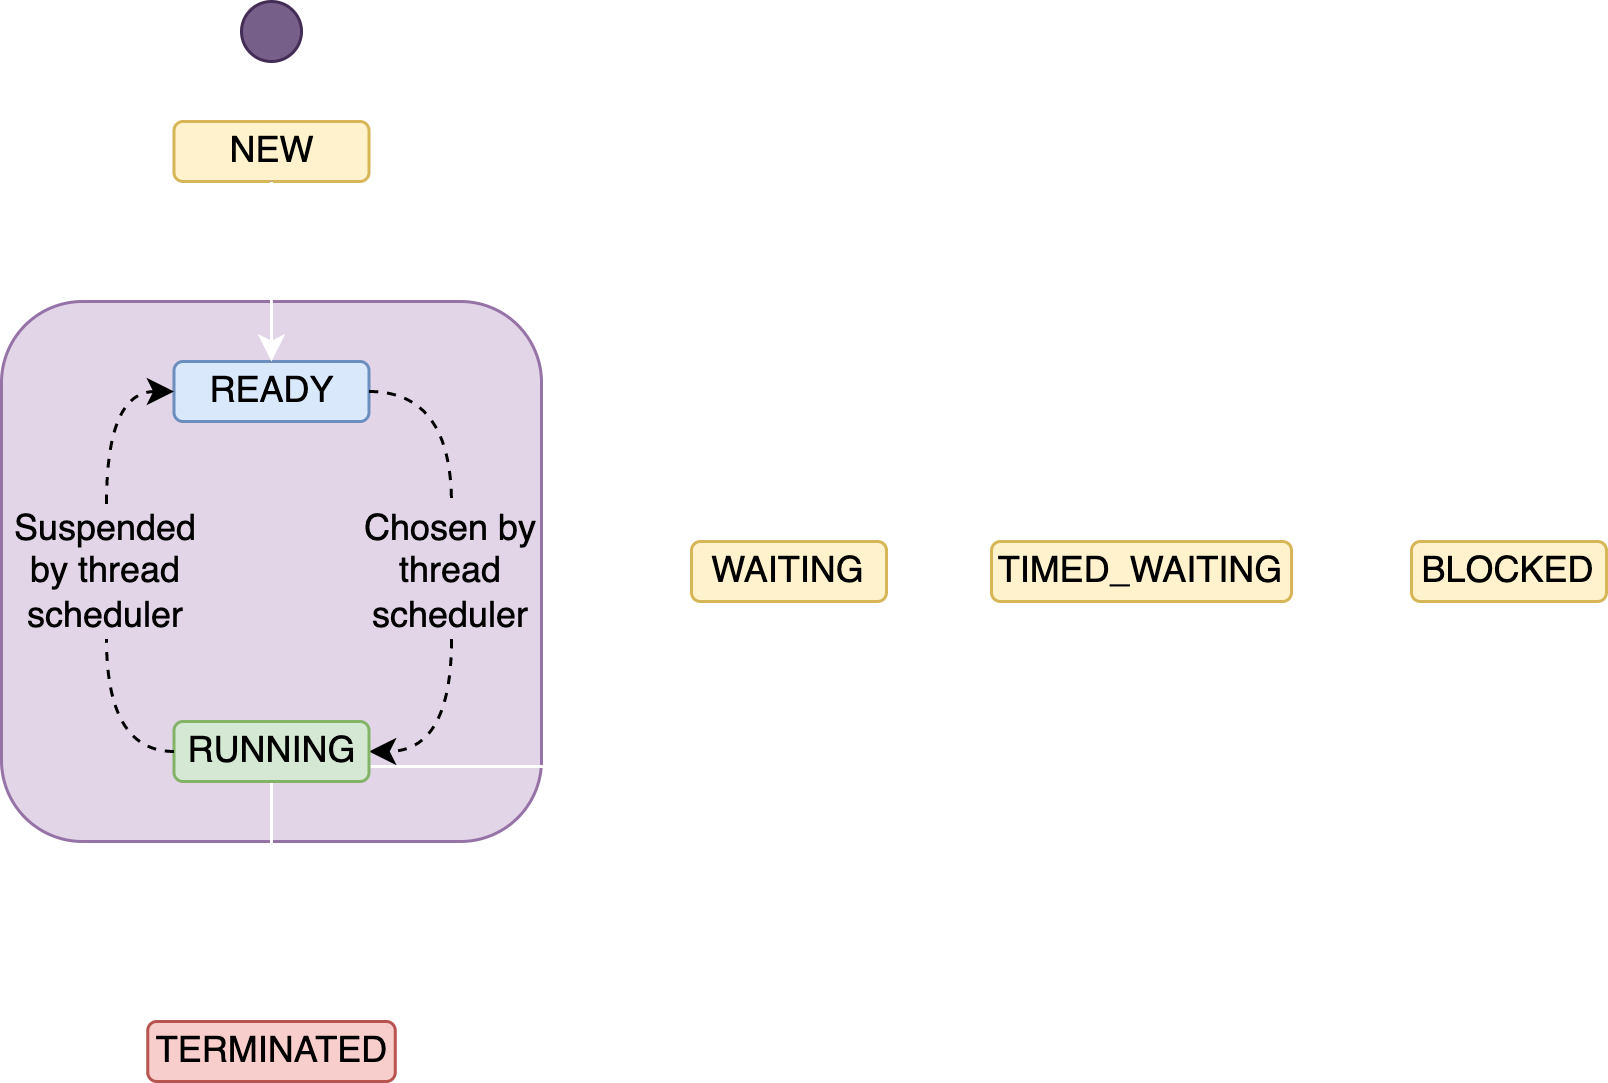 NEW
READY
Suspended
by thread
scheduler
Chosen by
thread
scheduler
RUNNING
WAITING
TIMED_WAITING
BLOCKED
TERMINATED